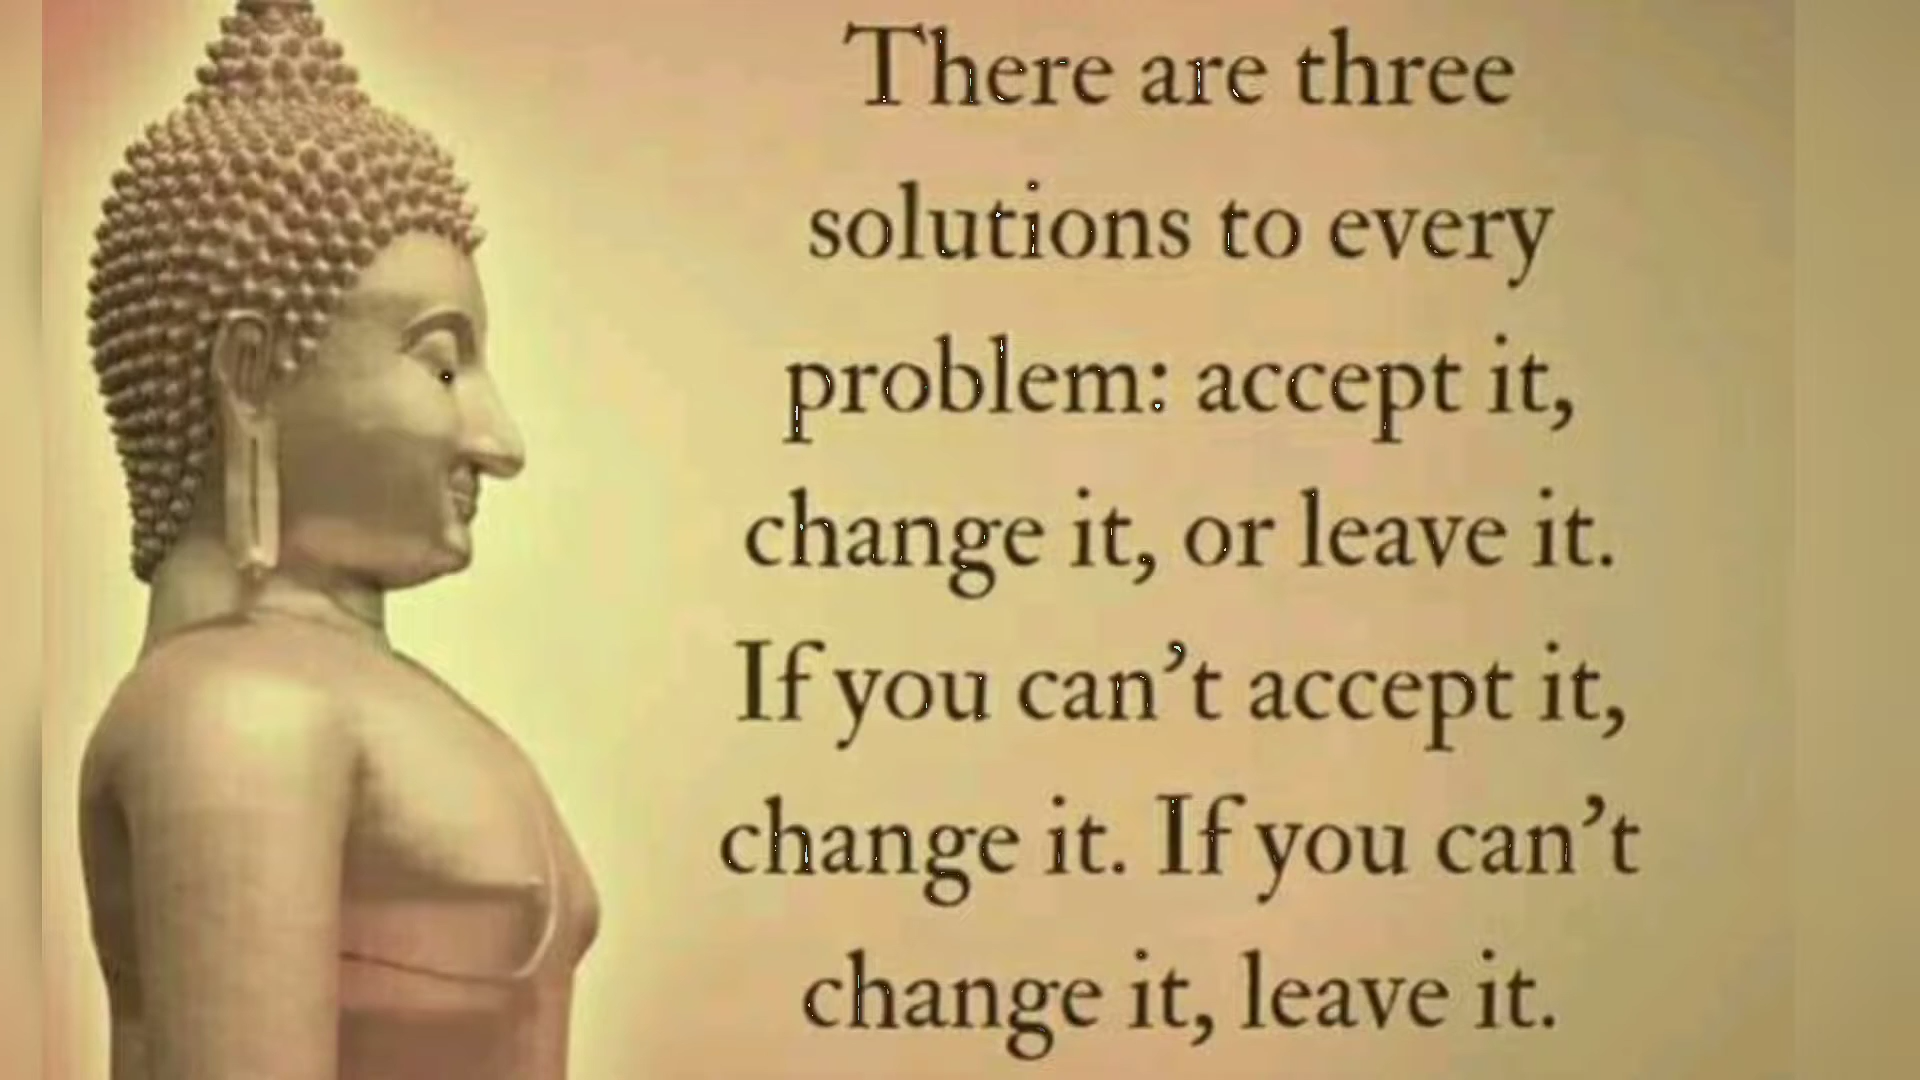 There are three
solutions to every
problem: accept it,
change it, or leave it.
If you can’t accept it,
change it. If you can’t
change it, leave it.